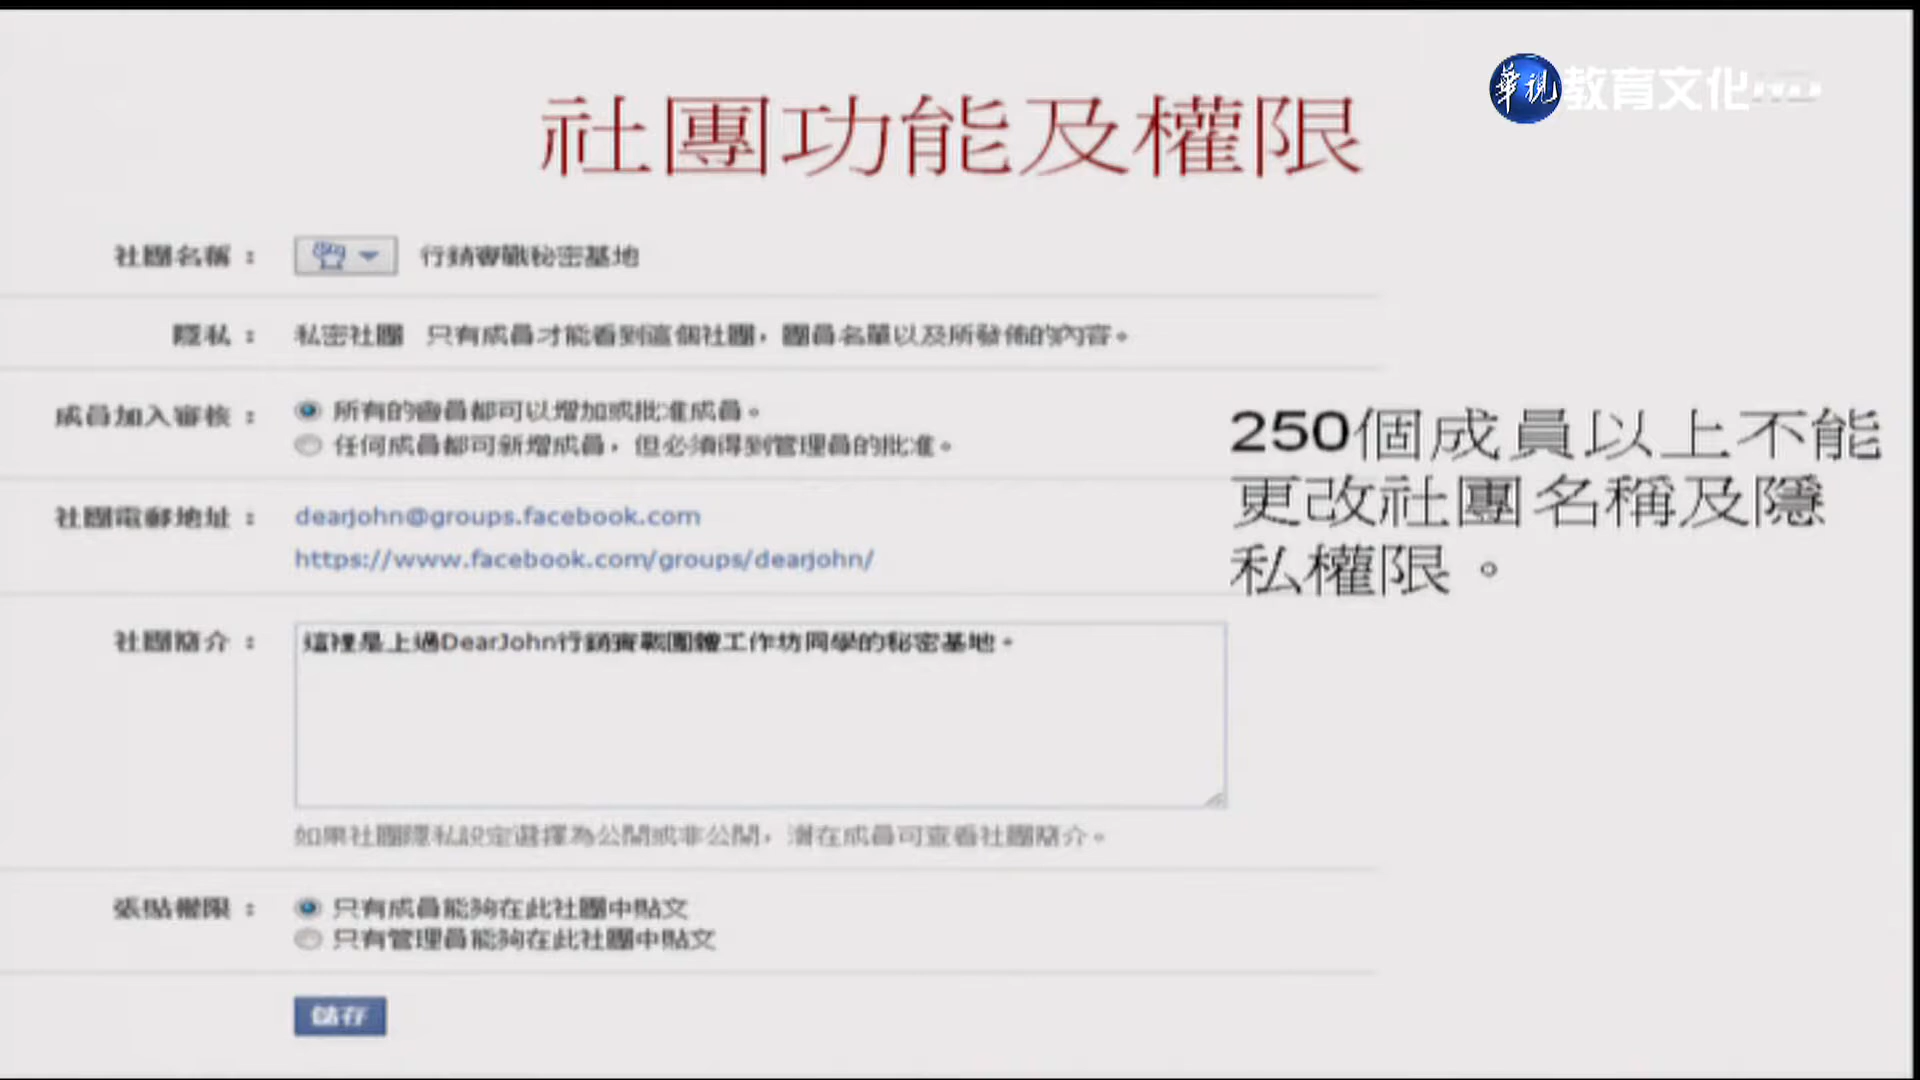 華視 教育文化 HD
社團功能及權限
社團名稱： 行銷實戰秘密基地
隱私： 私密社團 只有成員才能看到這個社團，團員名單以及所發佈的內容。
成員加入審核： 所有的會員都可以增加或批准成員。
任何成員都可新增成員，但必須得到管理員的批准。
250個成員以上不能
更改社團名稱及隱
私權限。
社團電郵地址： dearjohn@groups.facebook.com
https://www.facebook.com/groups/dearjohn/
社團簡介： 這裡是上過DearJohn行銷實戰團體工作坊同學的秘密基地。
如果社團隱私設定選擇為公開或非公開，潛在成員可查看社團簡介。
張貼權限： 只有成員能夠在此社團中貼文
只有管理員能夠在此社團中貼文
儲存